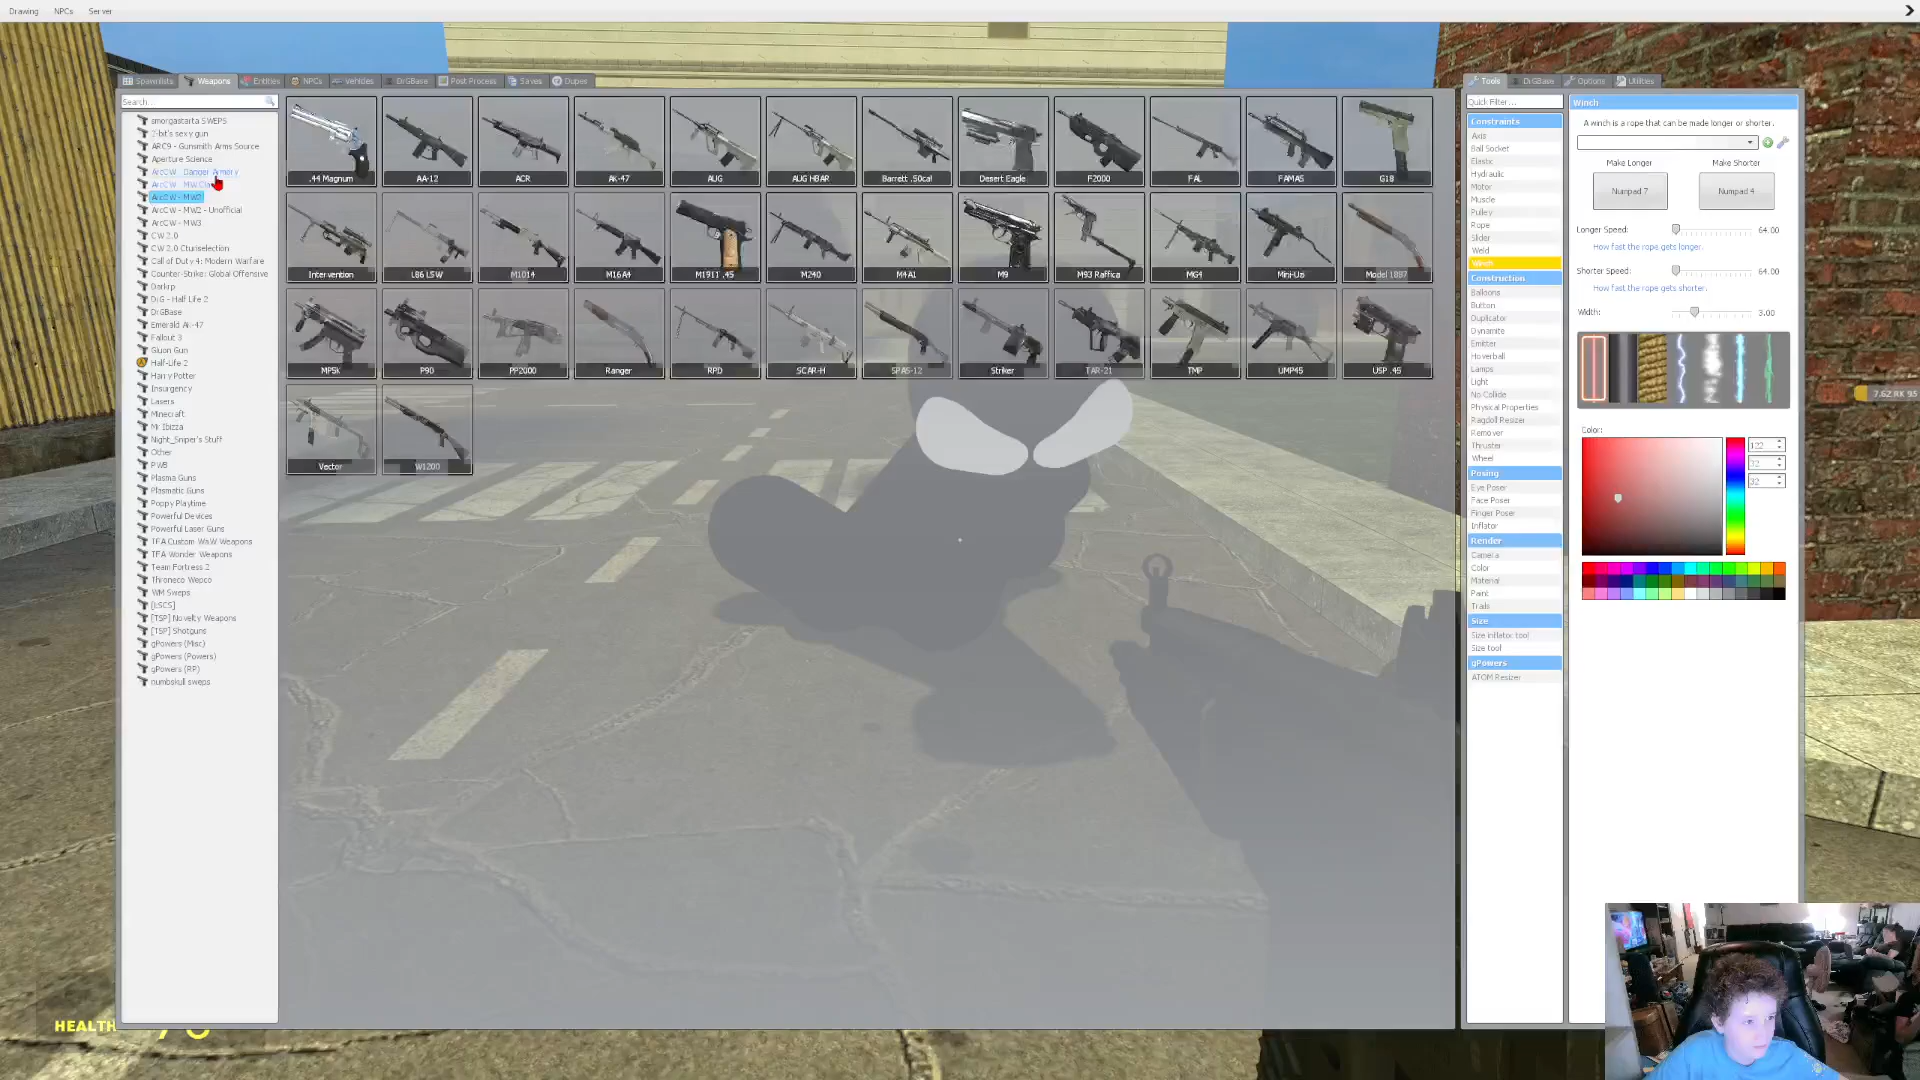 Drawing NPCs Server
Spawnlists Weapons Entities NPCs Vehicles DrGBase Post Process Saves Dupes
Search...
smorgastarta SWEPS
ARC9 - Gunsmith Arms Source
Aperture Science
ArcCW - Danger Armory
ArcCW - MW2
ArcCW - MW2 - Unofficial
ArcCW - MW3
CW 2.0
Call of Duty 4: Modern Warfare
Counter-Strike: Global Offensive
Darkrp
DrG - Half Life 2
DrGBase
Emerald Ak-47
Fallout 3
Gluon Gun
Half-Life 2
Harry Potter
Insurgency
Lasers
Minecraft
Mr Ibizza
Night_Sniper's Stuff
Other
PWB
Plasma Guns
Plasmatic Guns
Poppy Playtime
Powerful Devices
Powerful Laser Guns
TFA Custom WaW Weapons
TFA Wonder Weapons
Team Fortress 2
Throneco Wepco
WM Sweps
[LSCS]
[TSP] Novelty Weapons
[TSP] Shotguns
gPowers (Misc)
gPowers (Powers)
gPowers (RP)
numbskull sweps
.44 Magnum AA-12 ACR AK-47 AUG AUG HBAR Barrett .50cal Desert Eagle F2000 FAL FAMAS G18
Intervention L86 LSW M1014 M16A4 M1911 .45 M240 M4A1 M9 M93 Raffica MG4 Mini-Uzi Model 1887
MP5K P90 PP2000 Ranger RPD SCAR-H SPAS-12 Striker TAR-21 TMP UMP45 USP .45
Vector W1200
Tools DrGBase Options Utilities
Quick Filter...
Constraints
Axis
Ball Socket
Elastic
Hydraulic
Motor
Muscle
Pulley
Rope
Slider
Weld
Winch
Construction
Balloons
Button
Duplicator
Dynamite
Emitter
Hoverball
Lamps
Light
No Collide
Physical Properties
Ragdoll Resizer
Remover
Thruster
Wheel
Posing
Eye Poser
Face Poser
Finger Poser
Inflator
Render
Camera
Color
Material
Paint
Trails
Size
Size inflator tool
Size tool
gPowers
ATOM Resizer
Winch
A winch is a rope that can be made longer or shorter.
Make Longer Make Shorter
Numpad 7 Numpad 4
Longer Speed: 64.00
How fast the rope gets longer.
Shorter Speed: 64.00
How fast the rope gets shorter.
Width: 3.00
Color:
122
32
32
HEALTH